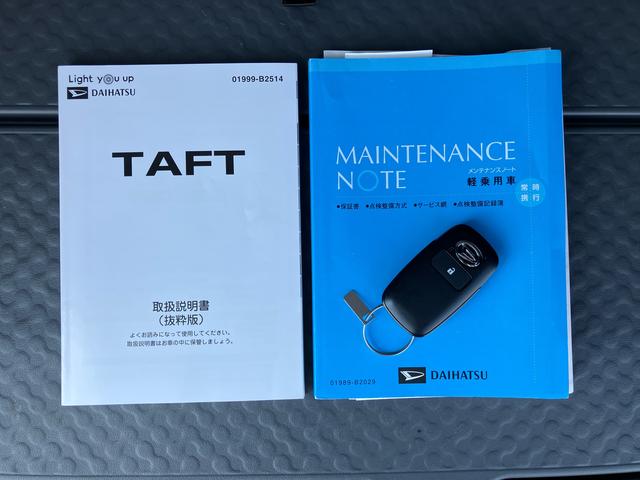 Light you up
01999-B2514
DAIHATSU
TAFT
取扱説明書
(抜粋版)
よくお読みになって使用してください。
取扱説明書はお車の中に保管しましょう。
MAINTENANCE
NOTE
メンテナンスノート
軽乗用車
常時
携行
●保証書 ●点検整備方式 ●サービス網 ●点検整備記録簿
01989-B2029
DAIHATSU